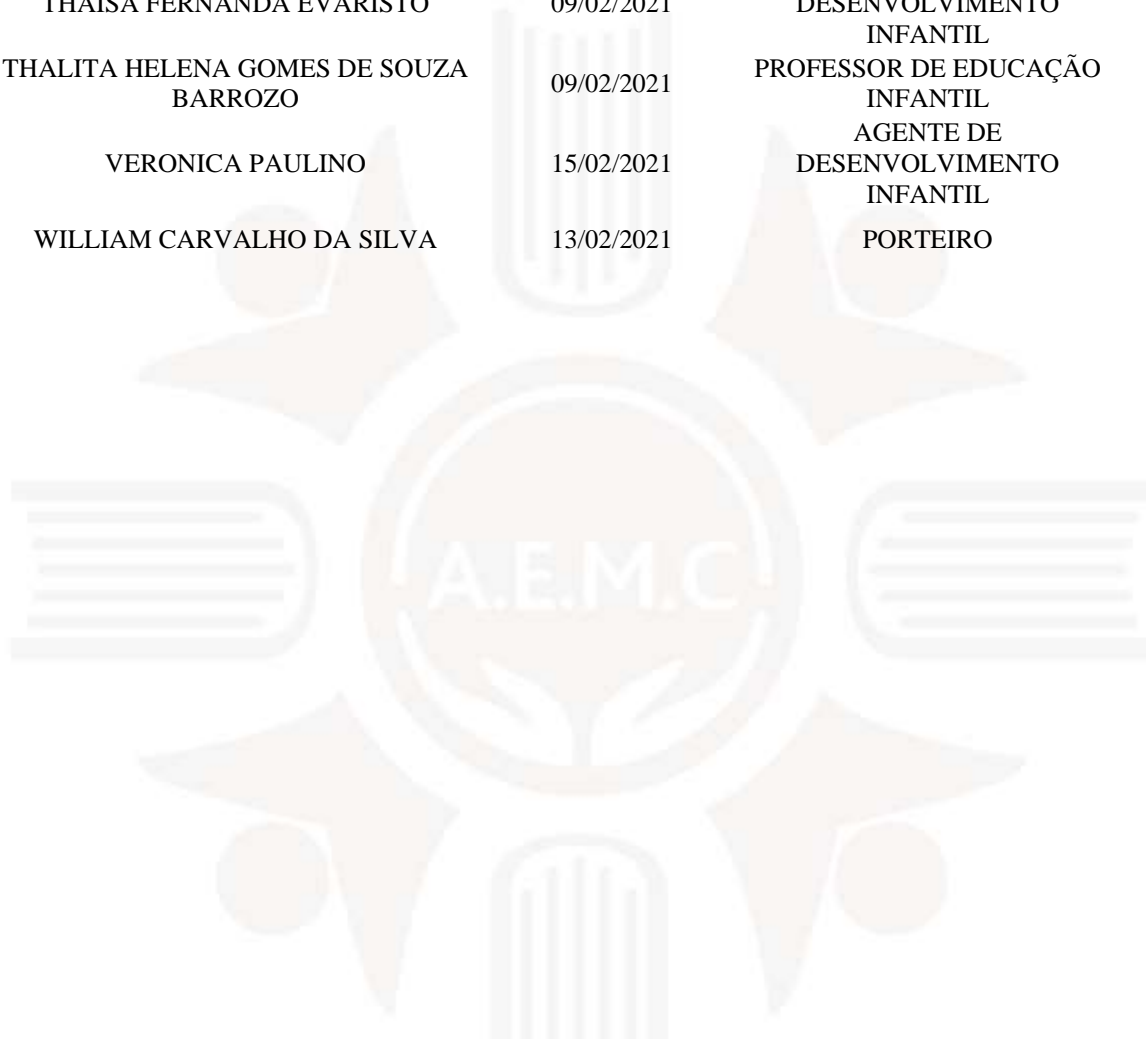 THAISA FERNANDA EVARISTO 09/02/2021 DESENVOLVIMENTO
INFANTIL
THALITA HELENA GOMES DE SOUZA
BARROZO
09/02/2021
PROFESSOR DE EDUCAÇÃO
INFANTIL
VERONICA PAULINO
15/02/2021
AGENTE DE
DESENVOLVIMENTO
INFANTIL
WILLIAM CARVALHO DA SILVA 13/02/2021 PORTEIRO
A.E.M.C